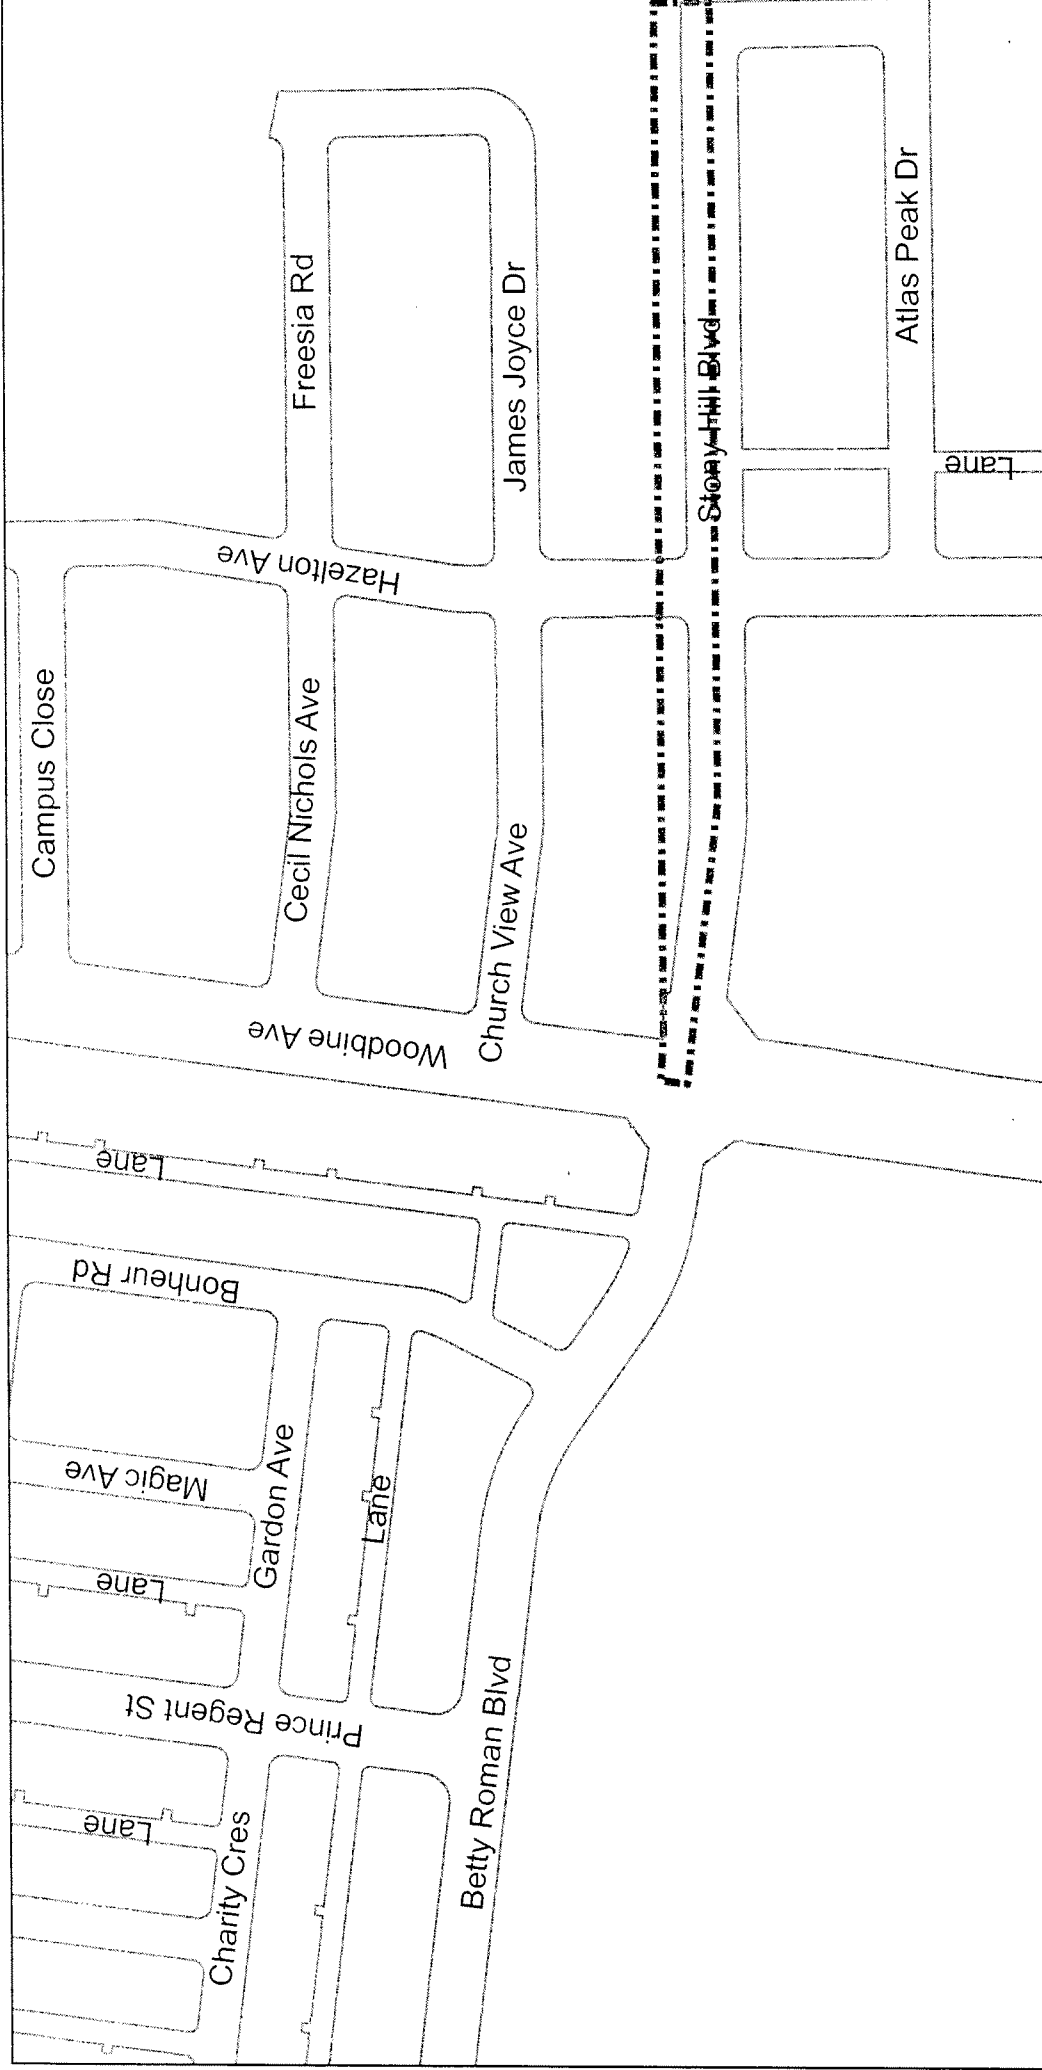 Campus Close
Freesia Rd
Hazelton Ave
James Joyce Dr
Stony Hill Blvd
Atlas Peak Dr
Lane
Cecil Nichols Ave
Church View Ave
Woodbine Ave
Lane
Bonheur Rd
Magic Ave
Gardon Ave
Lane
Lane
Prince Regent St
Betty Roman Blvd
Lane
Charity Cres